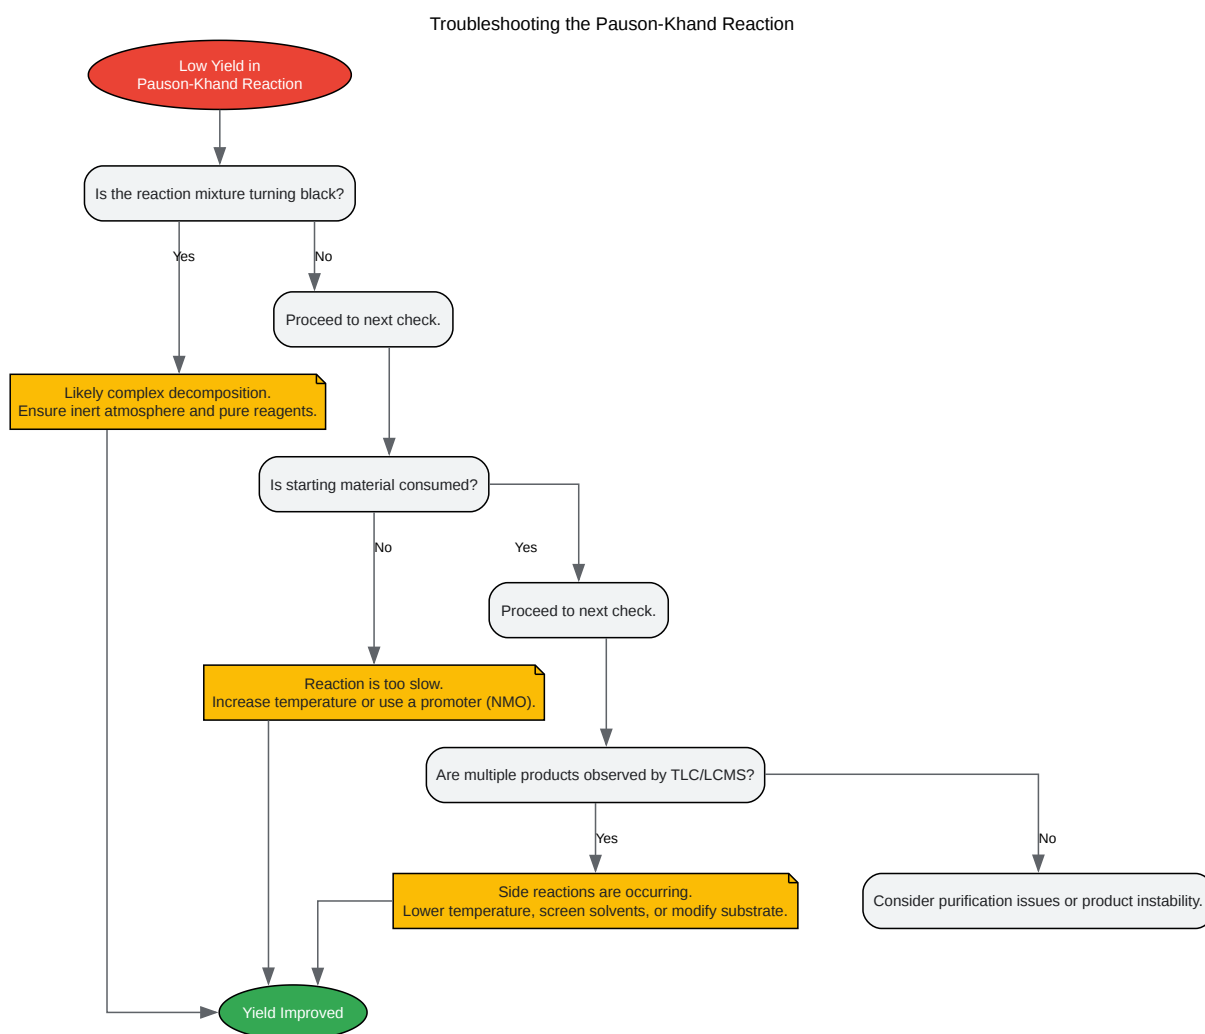 Troubleshooting the Pauson-Khand Reaction
Low Yield in
Pauson-Khand Reaction
Is the reaction mixture turning black?
Yes
No
Proceed to next check.
Likely complex decomposition.
Ensure inert atmosphere and pure reagents.
Is starting material consumed?
No
Yes
Proceed to next check.
Reaction is too slow.
Increase temperature or use a promoter (NMO).
Are multiple products observed by TLC/LCMS?
Yes
No
Side reactions are occurring.
Lower temperature, screen solvents, or modify substrate.
Consider purification issues or product instability.
Yield Improved